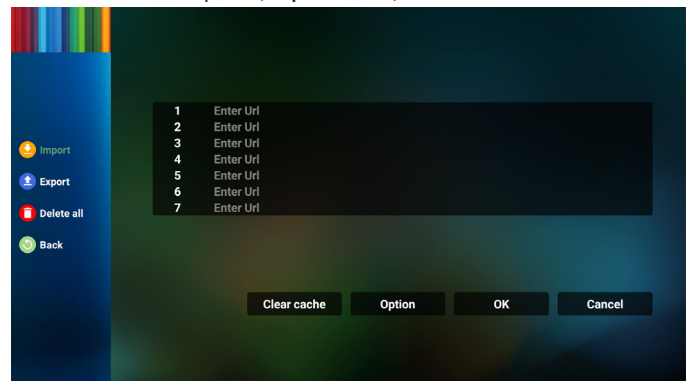 Import
Export
Delete all
Back
1 Enter Url
2 Enter Url
3 Enter Url
4 Enter Url
5 Enter Url
6 Enter Url
7 Enter Url
Clear cache Option OK Cancel